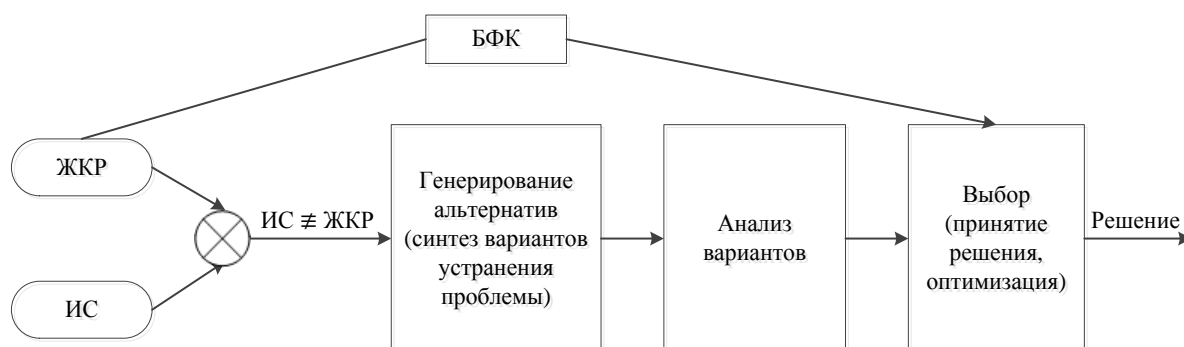 БФК
ЖКР
ИС
ИС ≢ ЖКР
Генерирование
альтернатив
(синтез вариантов
устранения
проблемы)
Анализ
вариантов
Выбор
(принятие
решения,
оптимизация)
Решение